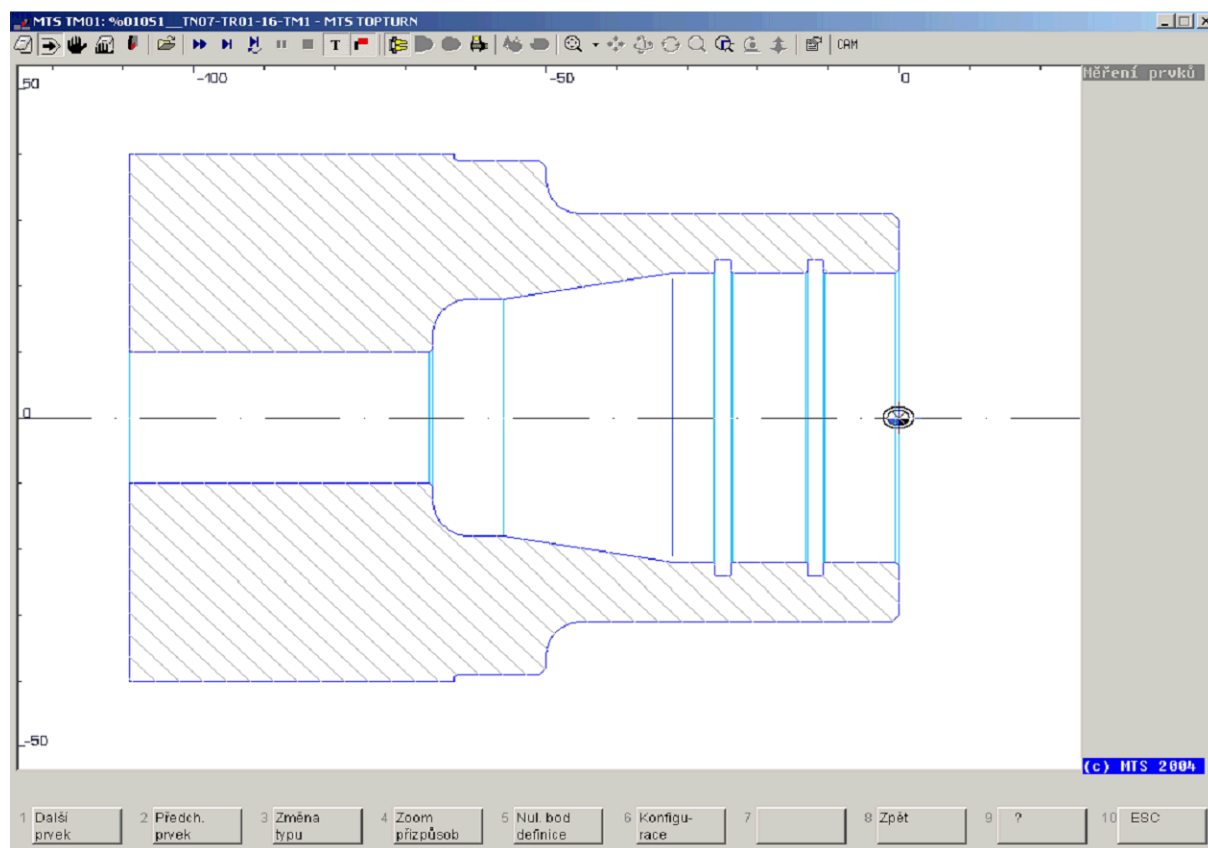 MTS TM01: %01051__TN07-TR01-16-TM1 - MTS TOPTURN
T
CAM
50
-100
-50
0
Měření prvků
0
-50
(c) MTS 2004
1 Další
prvek
2 Předch.
prvek
3 Změna
typu
4 Zoom
přizpůsob
5 Nul. bod
definice
6 Konfigu-
race
7
8 Zpět
9 ?
10 ESC